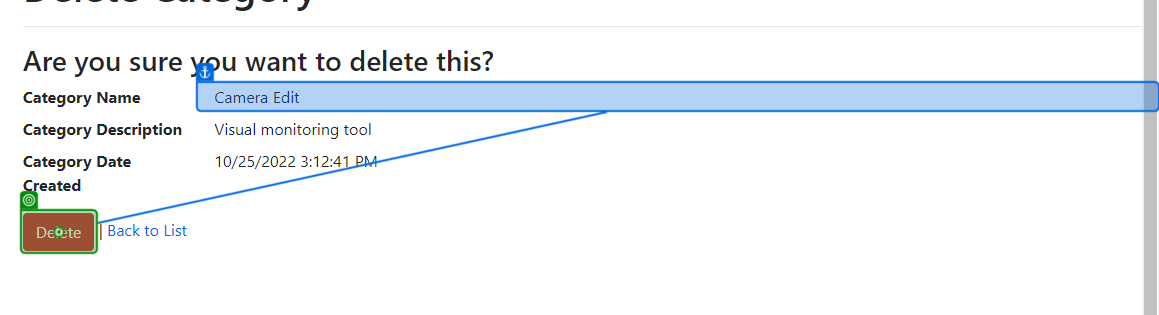 Delete Category
Are you sure you want to delete this?
Category Name Camera Edit
Category Description Visual monitoring tool
Category Date Created 10/25/2022 3:12:41 PM
Delete | Back to List